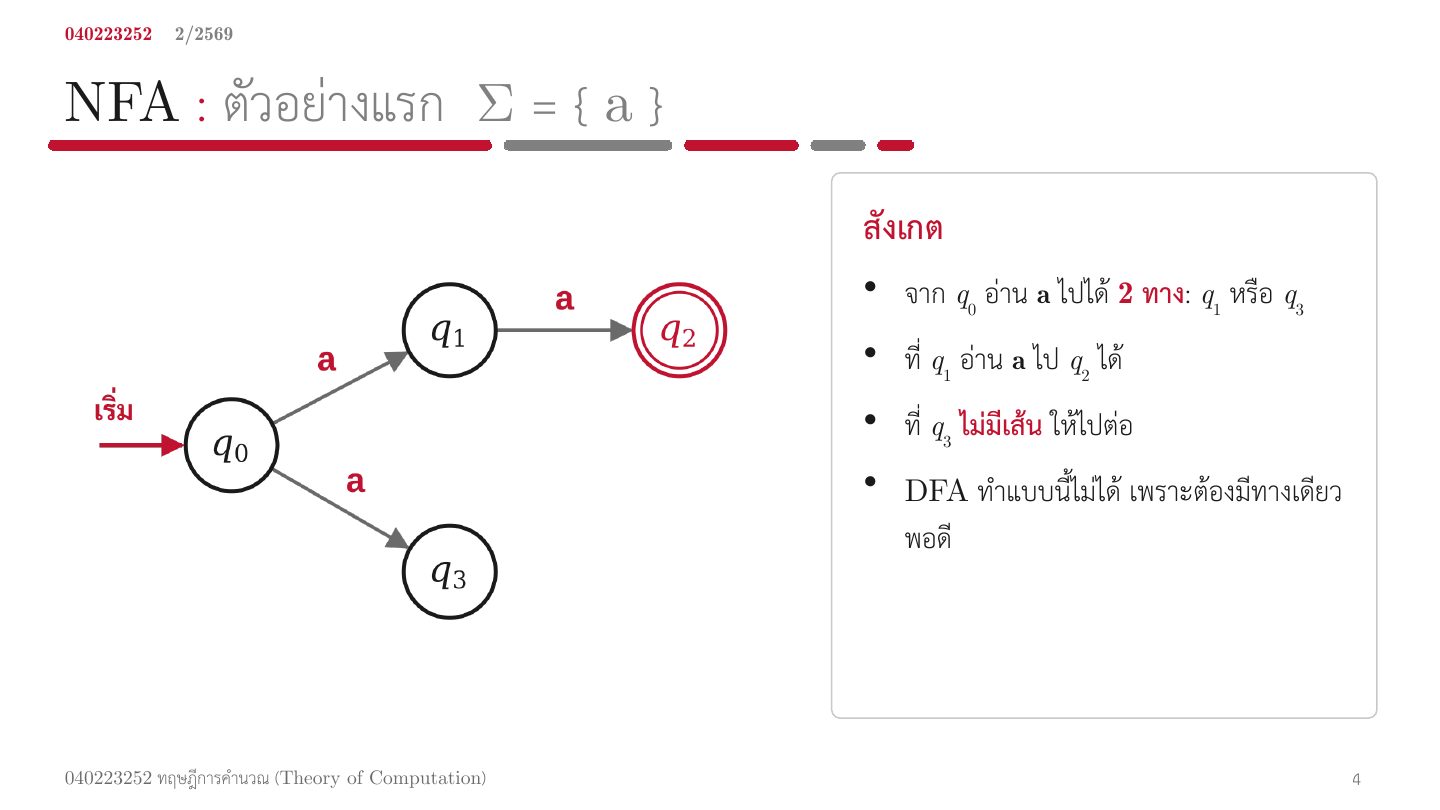 040223252 2/2569
NFA : ตัวอย่างแรก Σ = { a }
สังเกต
• จาก q0 อ่าน a ไปได้ 2 ทาง: q1 หรือ q3
• ที่ q1 อ่าน a ไป q2 ได้
• ที่ q3 ไม่มีเส้น ให้ไปต่อ
• DFA ทำแบบนี้ไม่ได้ เพราะต้องมีทางเดียว
พอดี
a
q1
q2
a
เริ่ม
q0
a
q3
040223252 ทฤษฎีการคำนวณ (Theory of Computation) 4